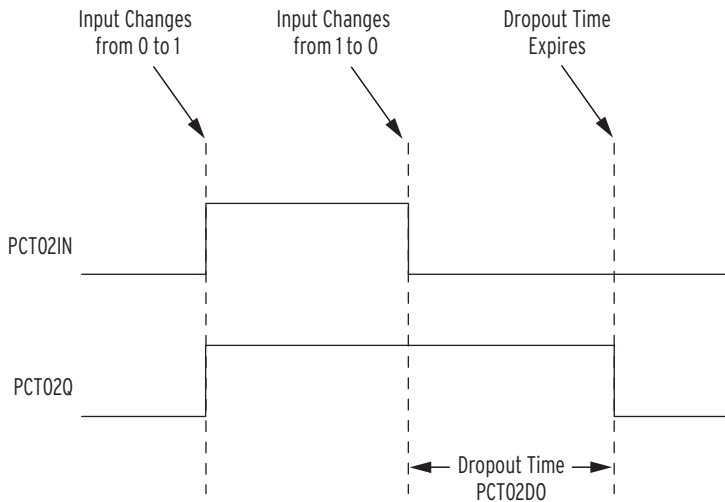 Input Changes
from 0 to 1
Input Changes
from 1 to 0
Dropout Time
Expires
PCT02IN
PCT02Q
Dropout Time
PCT02DO